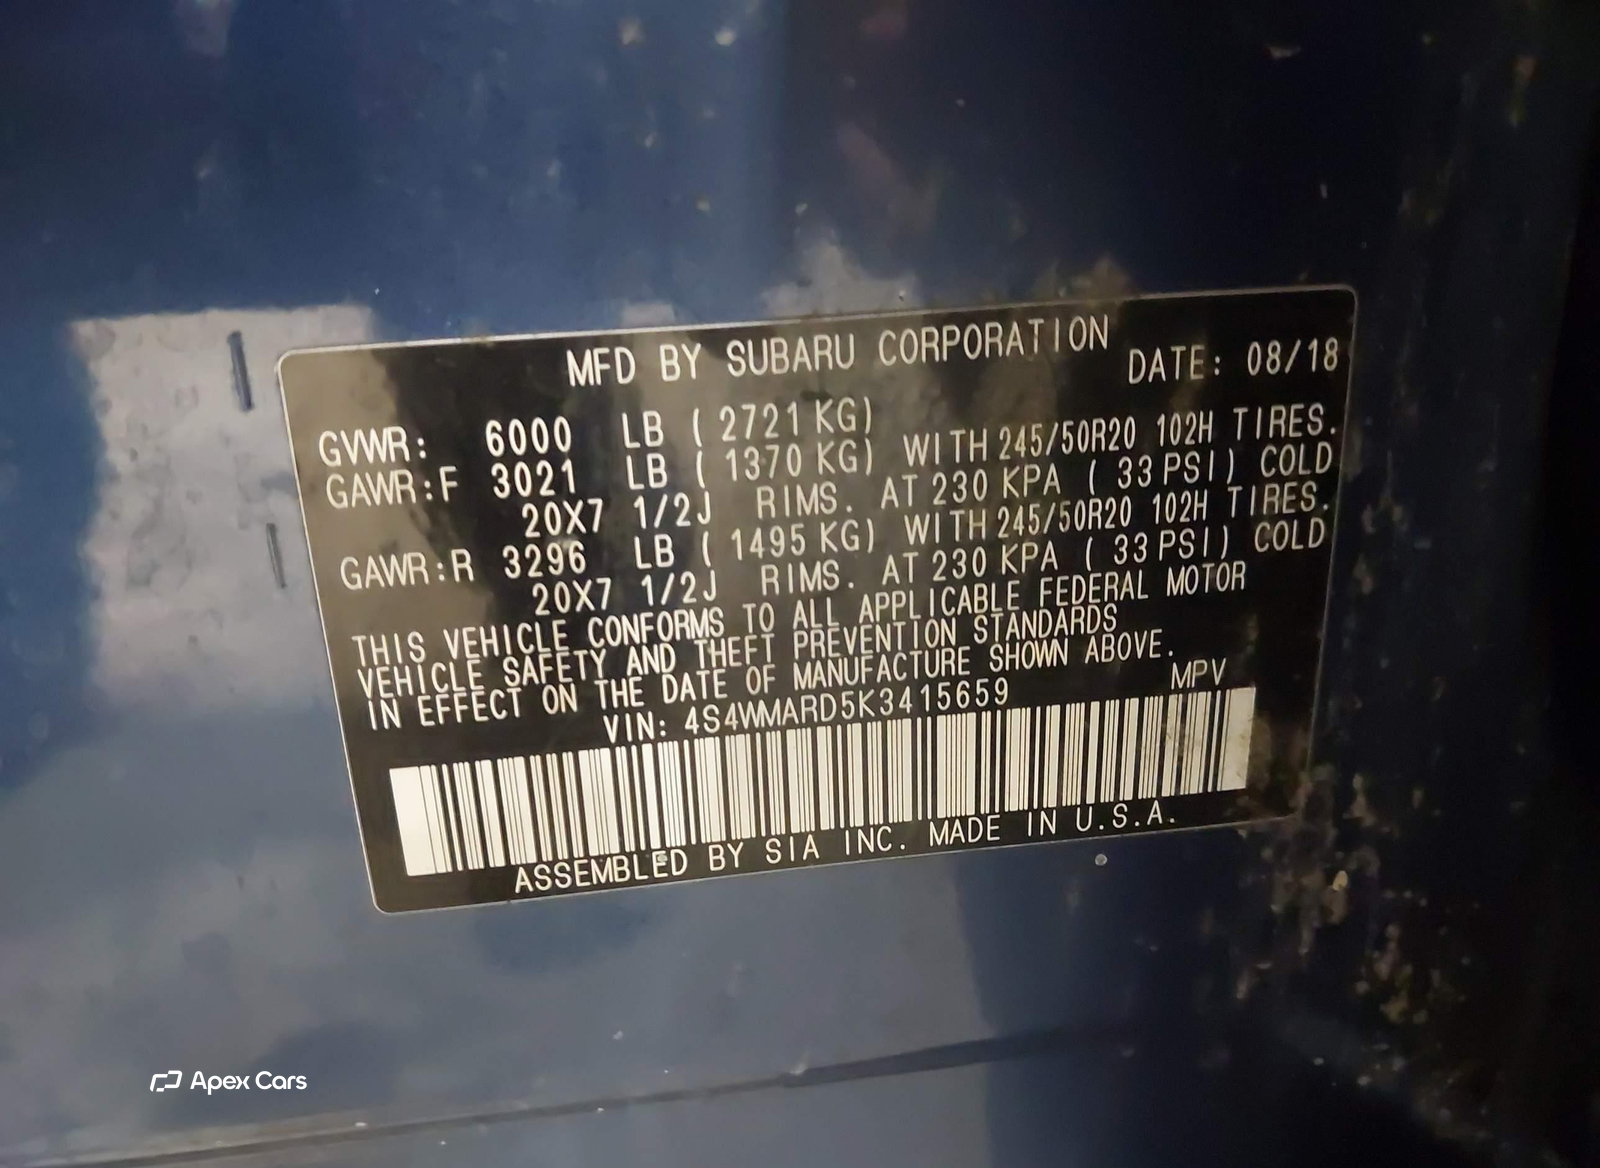 MFD BY SUBARU CORPORATION
DATE: 08/18
GVWR: 6000 LB ( 2721 KG)
GAWR:F 3021 LB ( 1370 KG) WITH 245/50R20 102H TIRES.
20X7 1/2J RIMS. AT 230 KPA ( 33 PSI) COLD
GAWR:R 3296 LB ( 1495 KG) WITH 245/50R20 102H TIRES.
20X7 1/2J RIMS. AT 230 KPA ( 33 PSI) COLD
THIS VEHICLE CONFORMS TO ALL APPLICABLE FEDERAL MOTOR
VEHICLE SAFETY AND THEFT PREVENTION STANDARDS
IN EFFECT ON THE DATE OF MANUFACTURE SHOWN ABOVE.
VIN: 4S4WMARD5K3415659 MPV
ASSEMBLED BY SIA INC. MADE IN U.S.A.
Apex Cars